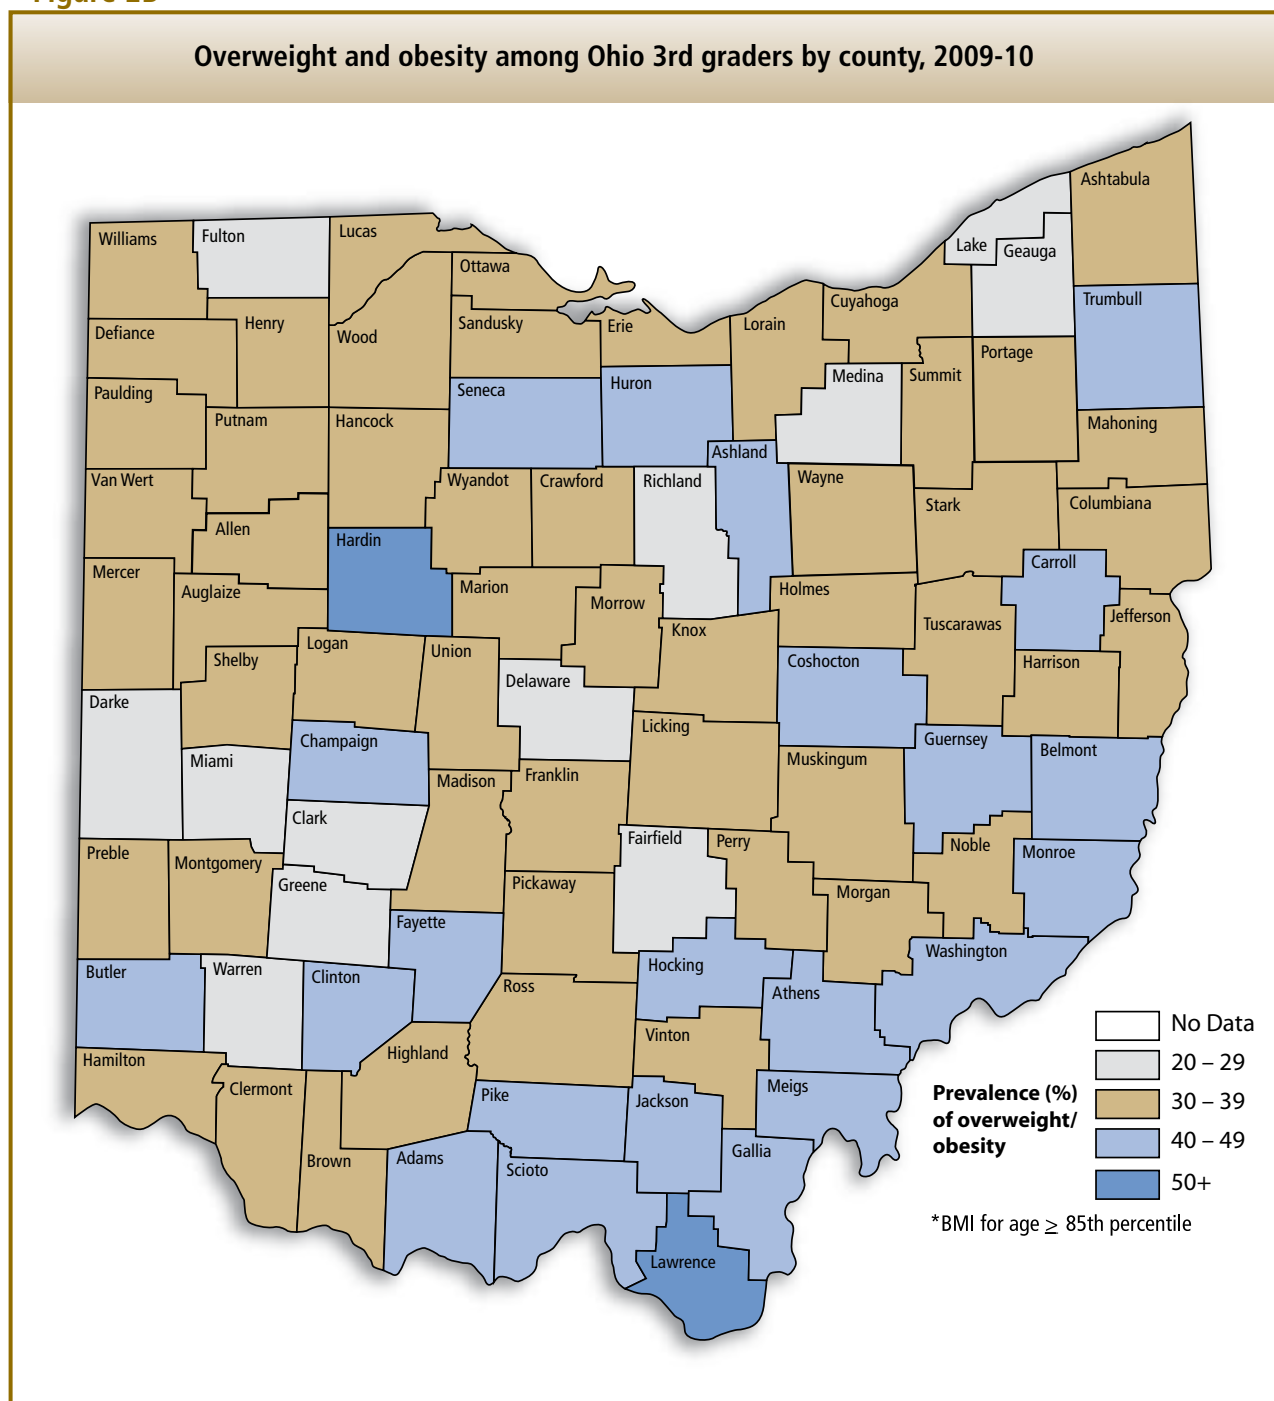 Overweight and obesity among Ohio 3rd graders by county, 2009-10
Ashtabula
Williams
Fulton
Lucas
Lake
Geauga
Ottawa
Cuyahoga
Trumbull
Defiance
Henry
Wood
Sandusky
Erie
Lorain
Portage
Paulding
Seneca
Huron
Medina
Summit
Putnam
Hancock
Mahoning
Ashland
Van Wert
Wyandot
Crawford
Richland
Wayne
Stark
Columbiana
Allen
Hardin
Carroll
Mercer
Auglaize
Marion
Morrow
Holmes
Tuscarawas
Jefferson
Logan
Union
Knox
Shelby
Coshocton
Harrison
Delaware
Darke
Champaign
Licking
Guernsey
Belmont
Miami
Madison
Franklin
Muskingum
Clark
Fairfield
Perry
Noble
Monroe
Preble
Montgomery
Greene
Pickaway
Morgan
Fayette
Washington
Butler
Warren
Clinton
Hocking
Athens
Ross
Vinton
Hamilton
Highland
Clermont
Meigs
Pike
Jackson
Brown
Adams
Scioto
Gallia
Lawrence
Prevalence (%)
of overweight/
obesity
No Data
20 – 29
30 – 39
40 – 49
50+
*BMI for age ≥ 85th percentile